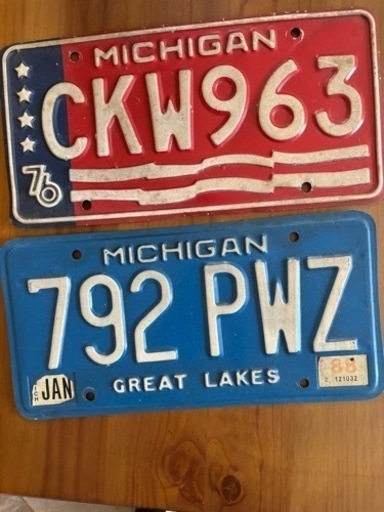 MICHIGAN
CKW963
76
MICHIGAN
792 PWZ
JAN
GREAT LAKES
88
121032